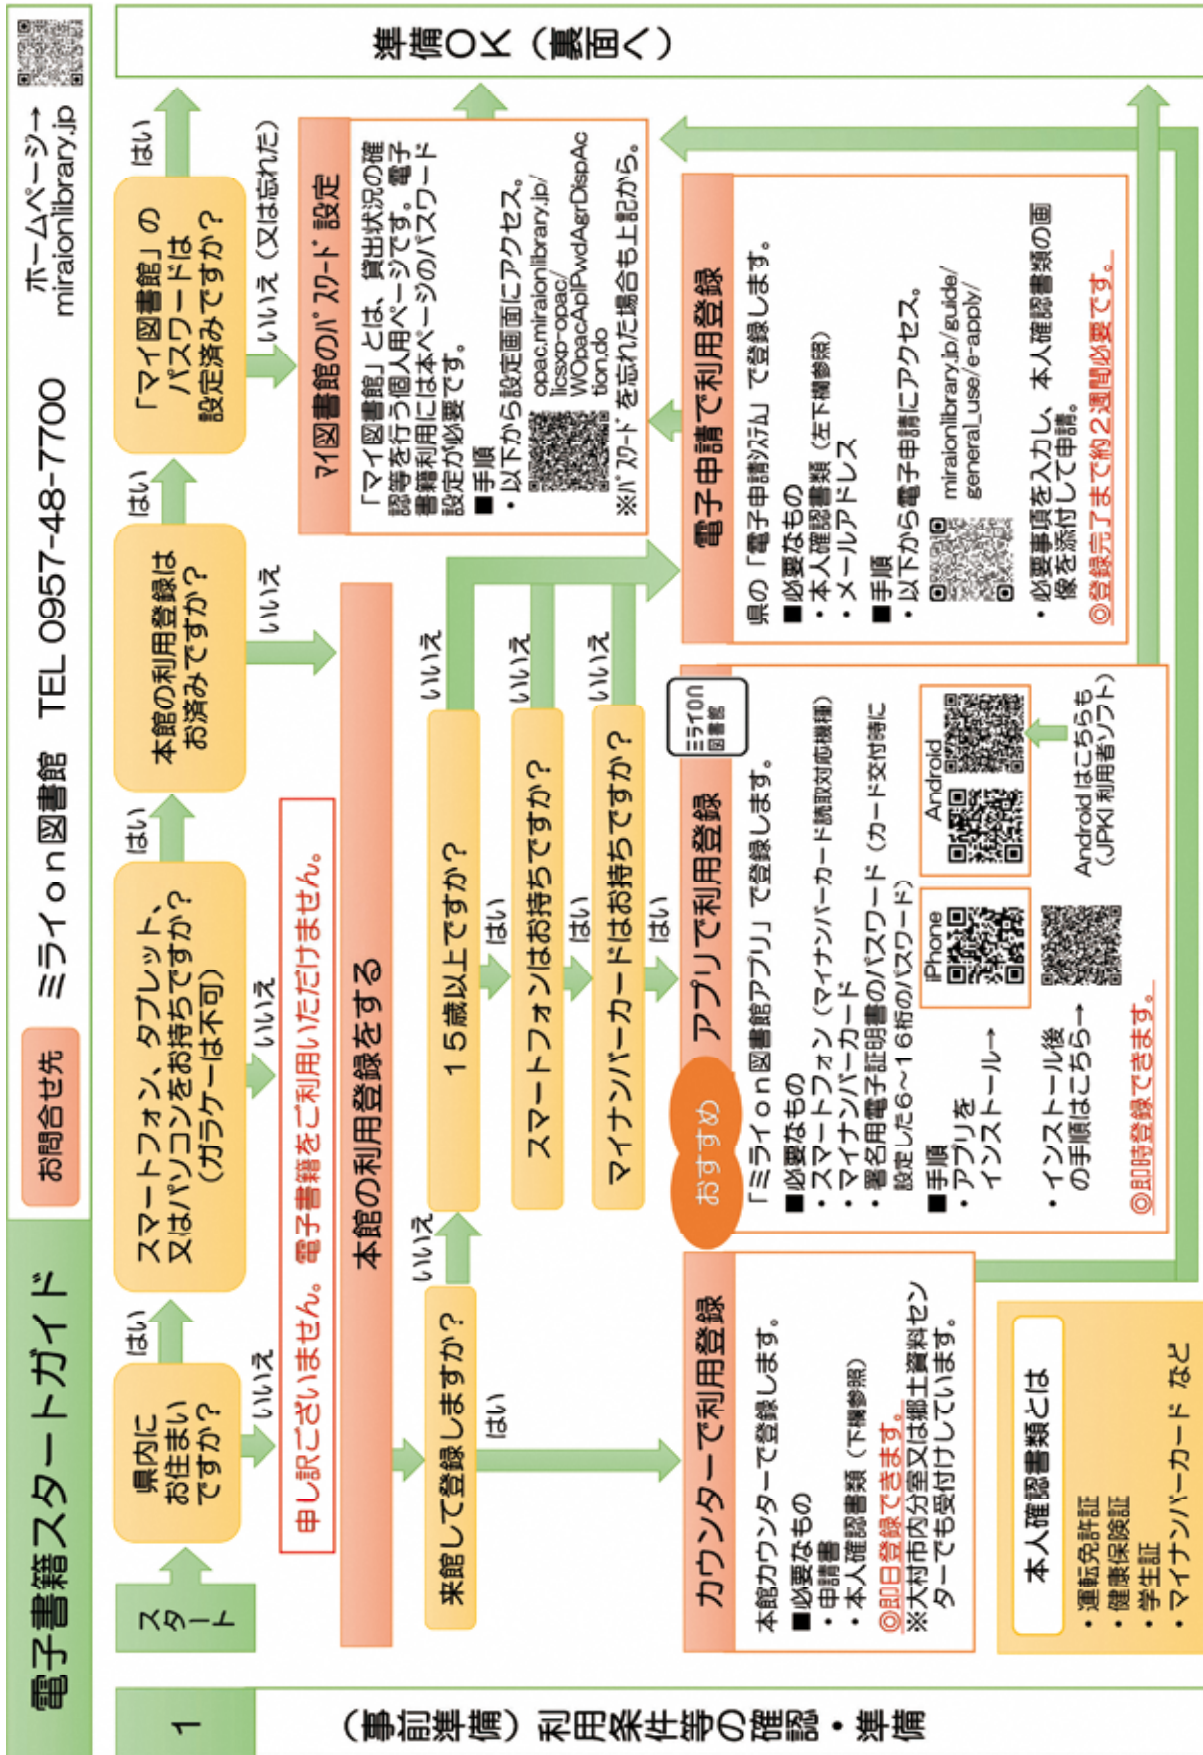 電子書籍スタートガイド
お問合せ先
ミライon図書館 TEL 0957-48-7700
ホームページ→
miraionlibrary.jp
1
(事前準備)利用条件等の確認・準備
スタート
県内に
お住まい
ですか?
はい
いいえ
スマートフォン、タブレット、
又はパソコンをお持ちですか?
(ガラケーは不可)
はい
いいえ
本館の利用登録は
お済みですか?
はい
いいえ
「マイ図書館」の
パスワードは
設定済みですか?
はい
いいえ(又は忘れた)
準備OK(裏面へ)
申し訳ございません。電子書籍をご利用いただけません。
本館の利用登録をする
来館して登録しますか?
いいえ
はい
15歳以上ですか?
いいえ
はい
スマートフォンはお持ちですか?
いいえ
はい
マイナンバーカードはお持ちですか?
いいえ
はい
マイ図書館のパスワード設定
「マイ図書館」とは、貸出状況の確
認等を行う個人用ページです。電子
書籍利用には本ページのパスワード
設定が必要です。
■手順
・以下から設定画面にアクセス。
opac.miraionlibrary.jp/
licsxp-opac/
WOpacAplPwdAgrDispAc
tion.do
※パスワードを忘れた場合も上記から。
カウンターで利用登録
本館カウンターで登録します。
■必要なもの
・申請書
・本人確認書類(下欄参照)
◎即日登録できます。
※大村市内分室又は郷土資料セン
ターでも受付けしています。
おすすめ
アプリで利用登録
ミライon
図書館
「ミライon図書館アプリ」で登録します。
■必要なもの
・スマートフォン(マイナンバーカード読取対応機種)
・マイナンバーカード
・署名用電子証明書のパスワード(カード交付時に
設定した6~16桁のパスワード)
■手順
・アプリを
インストール→
iPhone
Android
・インストール後
の手順はこちら→
Androidはこちらも
(JPKI利用者ソフト)
◎即時登録できます。
電子申請で利用登録
県の「電子申請システム」で登録します。
■必要なもの
・本人確認書類(左下欄参照)
・メールアドレス
■手順
・以下から電子申請にアクセス。
miraionlibrary.jp/guide/
general_use/e-apply/
・必要事項を入力し、本人確認書類の画
像を添付して申請。
◎登録完了まで約2週間必要です。
本人確認書類とは
・運転免許証
・健康保険証
・学生証
・マイナンバーカード など